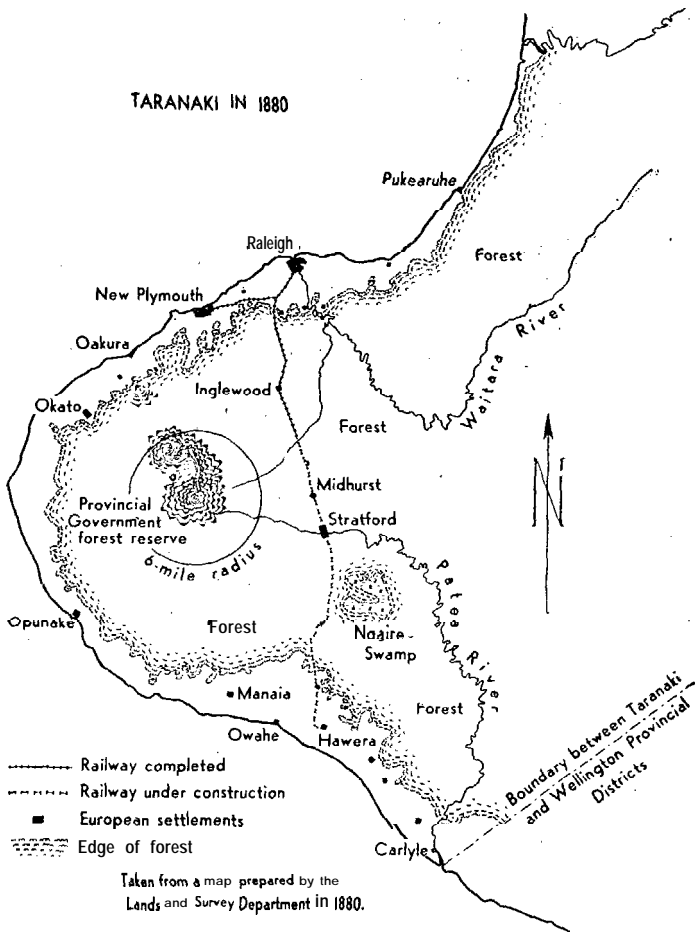 TARANAKI IN 1880
Pukearuhe
Raleigh
Forest
New Plymouth
Waitara River
Oakura
Inglewood
Okato
Forest
Midhurst
Provincial
Government
forest reserve
Stratford
6-mile radius
N
Patea River
Opunake
Forest
Ngaire
Swamp
Manaia
Forest
Owahe
Hawera
Boundary between Taranaki
and Wellington Provincial
Districts
Railway completed
Railway under construction
European settlements
Edge of forest
Carlyle
Taken from a map prepared by the
Lands and Survey Department in 1880.